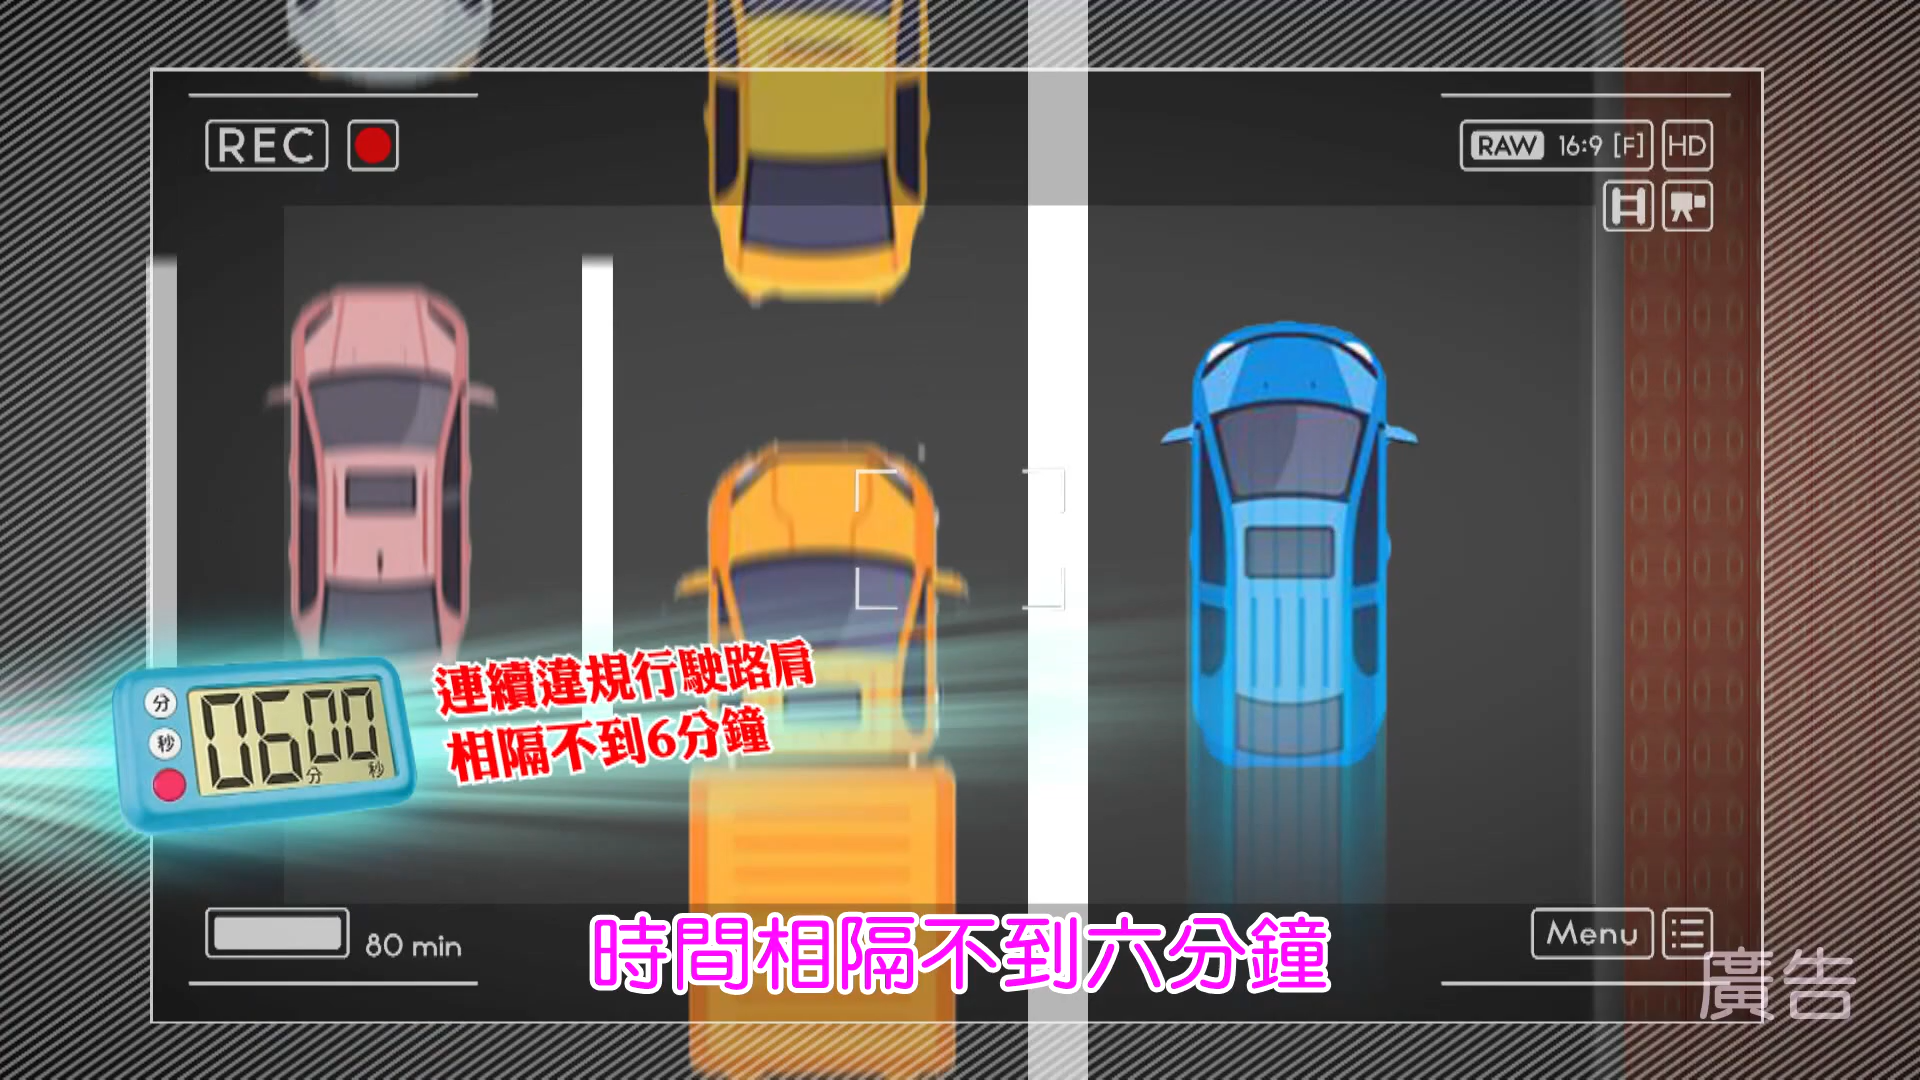 REC
RAW 16:9 [F] HD
分
秒
0600
分 秒
連續違規行駛路肩
相隔不到6分鐘
80 min
時間相隔不到六分鐘
Menu
廣告